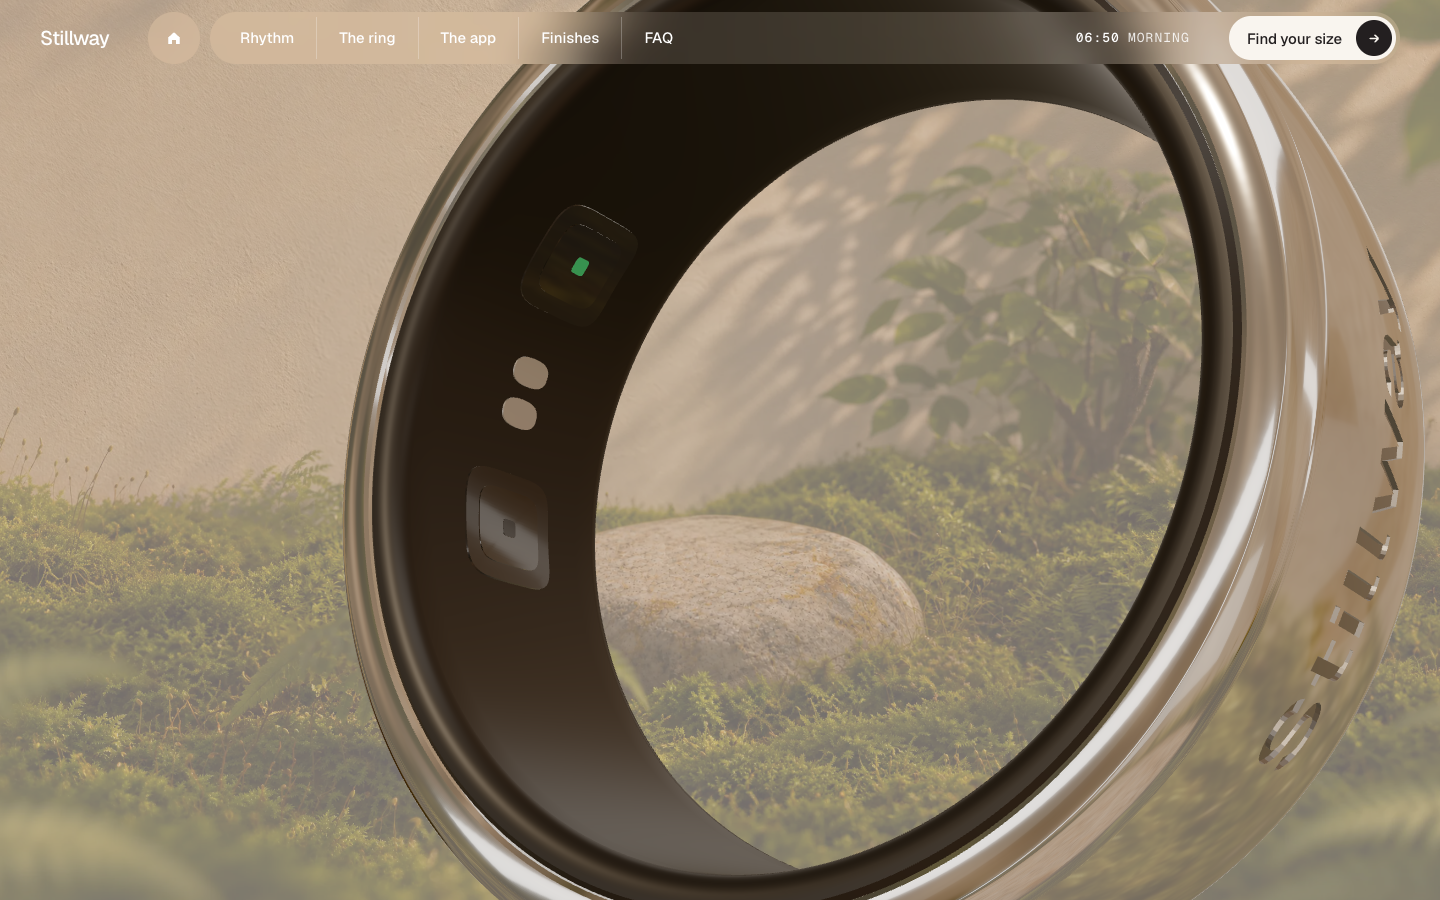 Stillway
Rhythm
The ring
The app
Finishes
FAQ
06:50 MORNING
Find your size